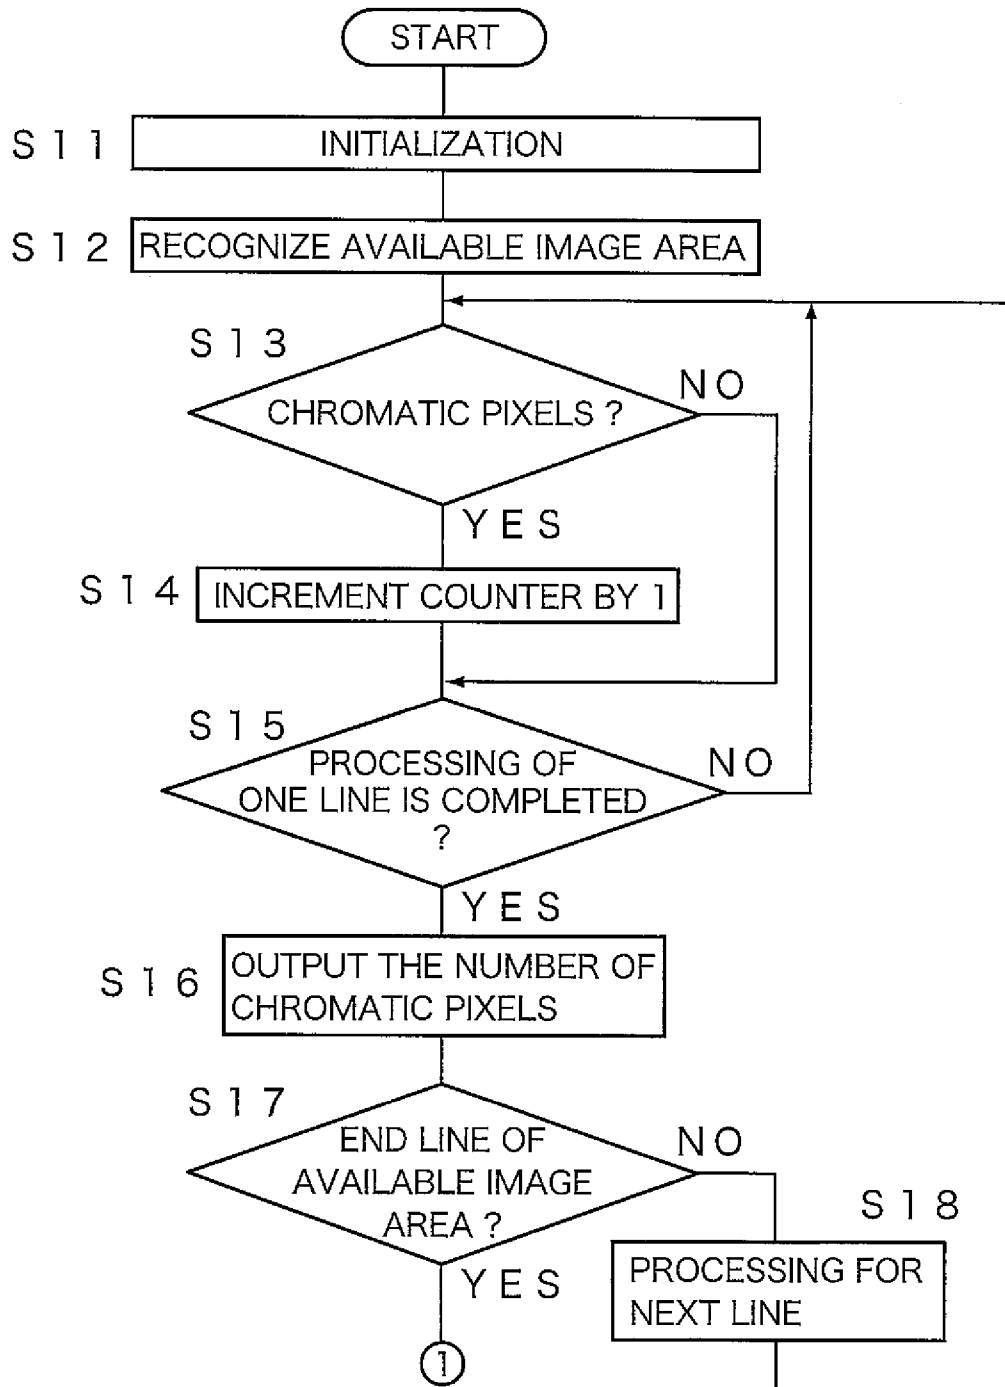 START
S11
INITIALIZATION
S12
RECOGNIZE AVAILABLE IMAGE AREA
S13
CHROMATIC PIXELS ?
NO
YES
S14
INCREMENT COUNTER BY 1
S15
PROCESSING OF
ONE LINE IS COMPLETED
?
NO
YES
S16
OUTPUT THE NUMBER OF
CHROMATIC PIXELS
S17
END LINE OF
AVAILABLE IMAGE
AREA ?
NO
YES
S18
PROCESSING FOR
NEXT LINE
1